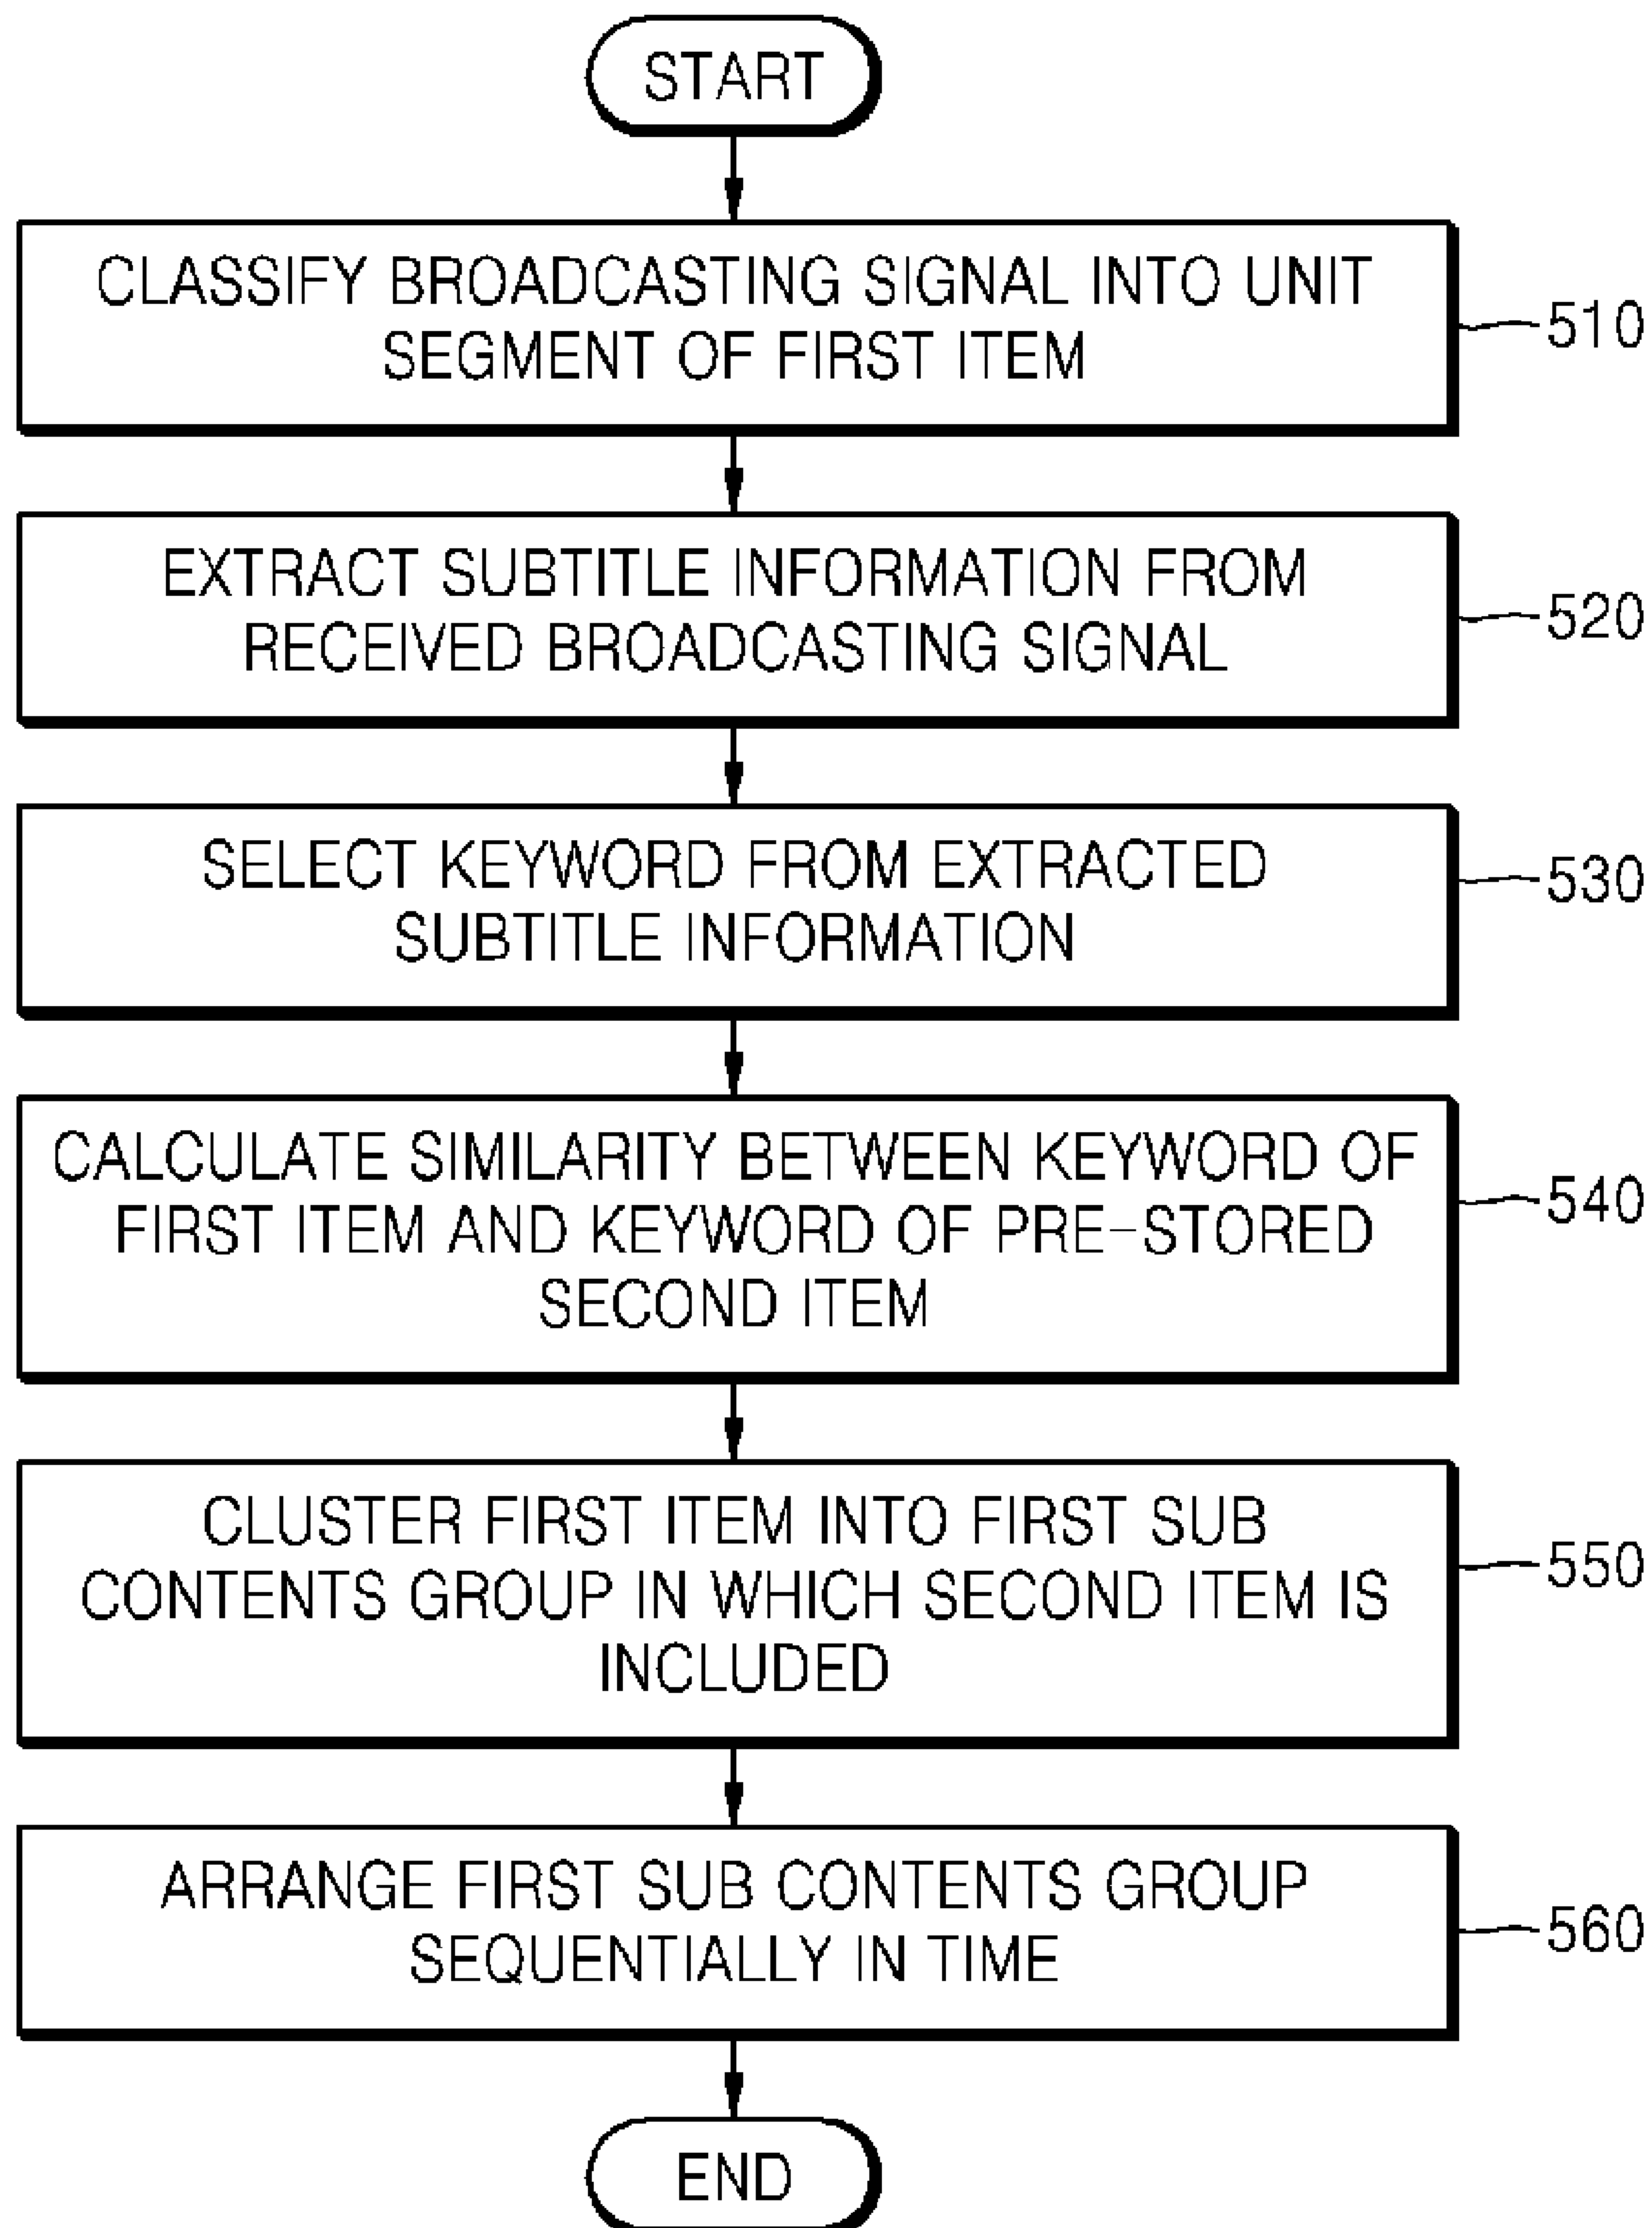 START
CLASSIFY BROADCASTING SIGNAL INTO UNIT
SEGMENT OF FIRST ITEM
510
EXTRACT SUBTITLE INFORMATION FROM
RECEIVED BROADCASTING SIGNAL
520
SELECT KEYWORD FROM EXTRACTED
SUBTITLE INFORMATION
530
CALCULATE SIMILARITY BETWEEN KEYWORD OF
FIRST ITEM AND KEYWORD OF PRE-STORED
SECOND ITEM
540
CLUSTER FIRST ITEM INTO FIRST SUB
CONTENTS GROUP IN WHICH SECOND ITEM IS
INCLUDED
550
ARRANGE FIRST SUB CONTENTS GROUP
SEQUENTIALLY IN TIME
560
END